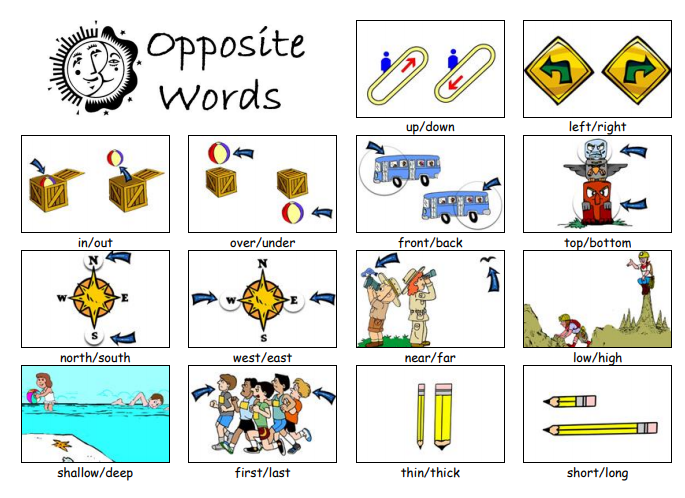 Opposite
Words
up/down
left/right
in/out
over/under
front/back
top/bottom
N
W E
S
north/south
N
W E
S
west/east
near/far
low/high
shallow/deep
first/last
thin/thick
short/long